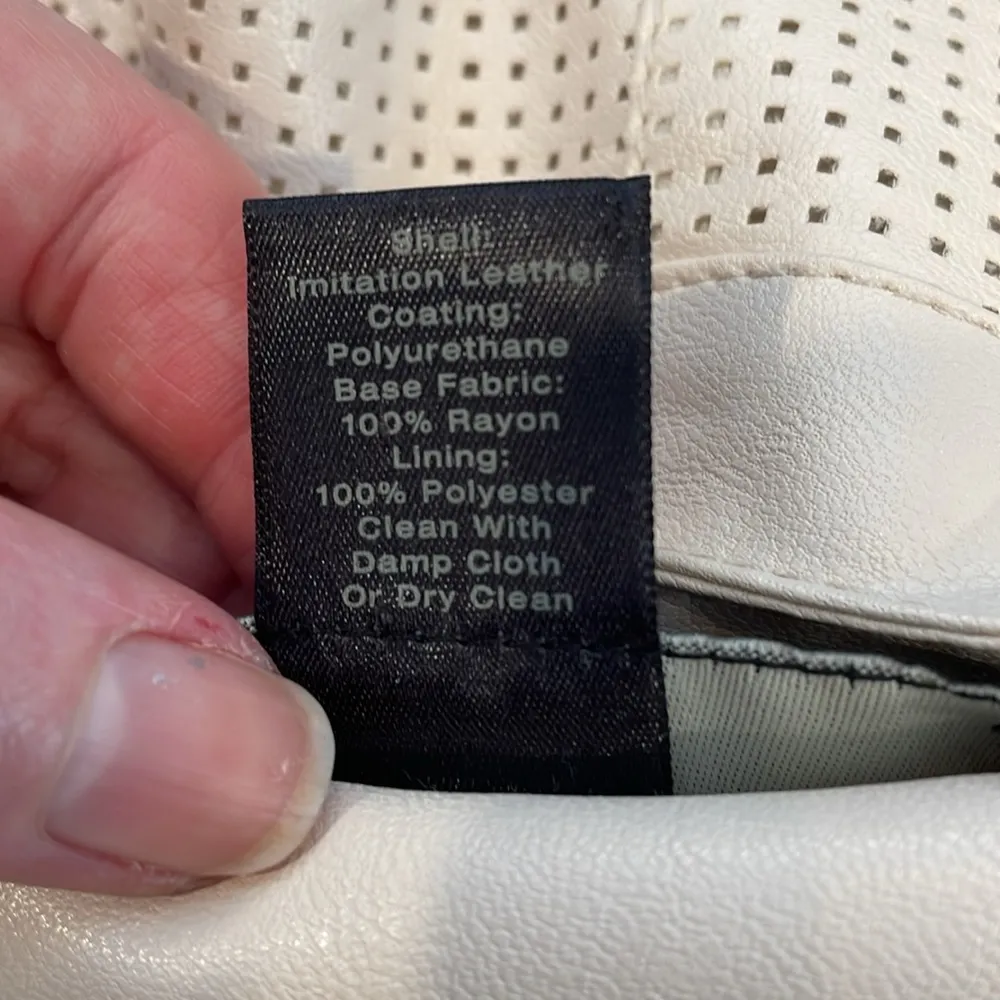 Shell:
Imitation Leather
Coating:
Polyurethane
Base Fabric:
100% Rayon
Lining:
100% Polyester
Clean With
Damp Cloth
Or Dry Clean